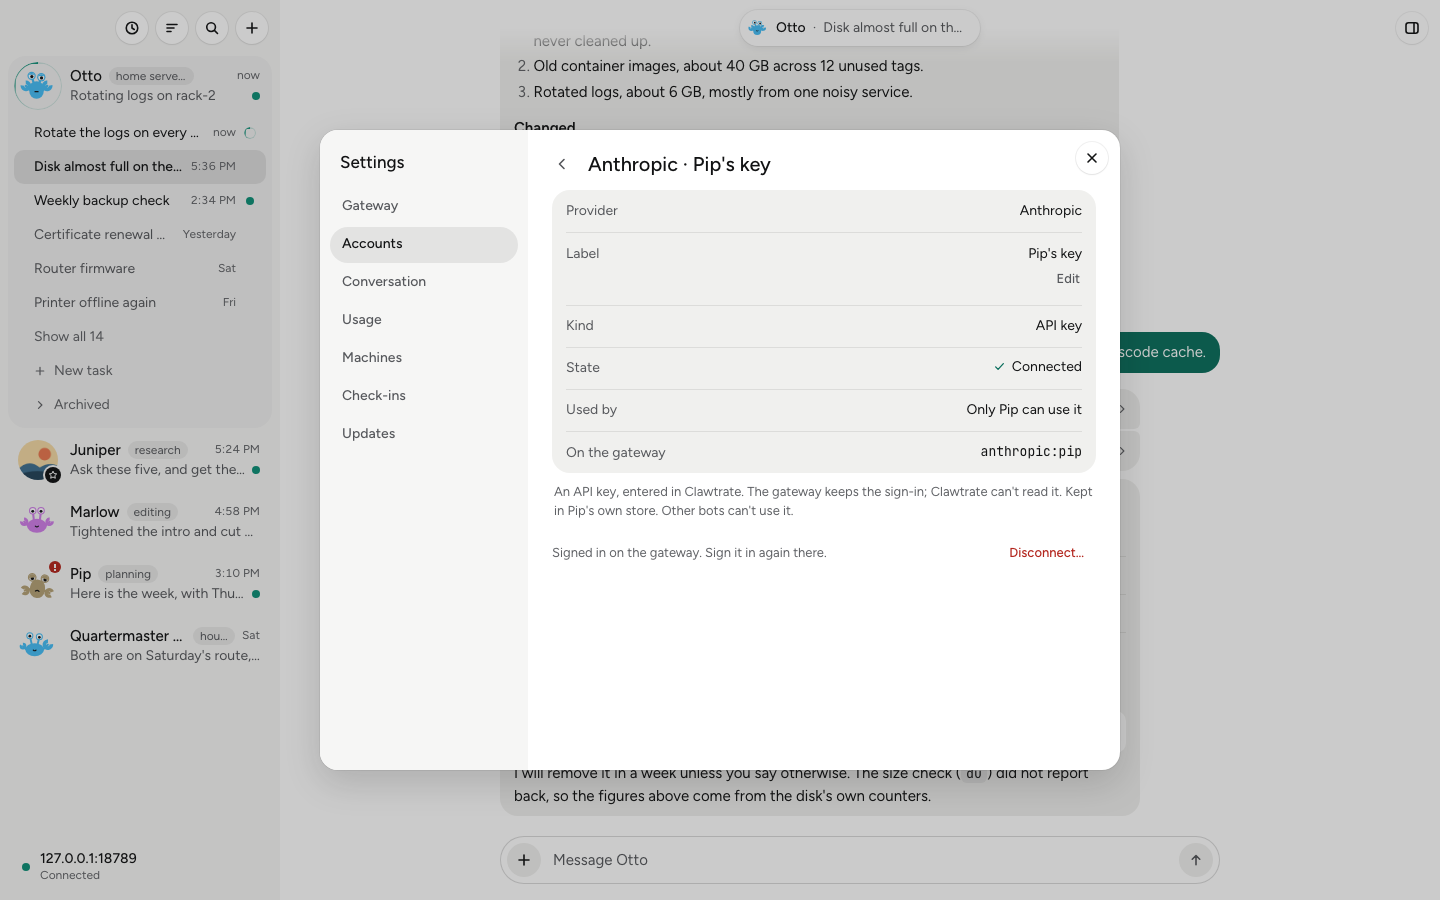 Otto home serve... now
Rotating logs on rack-2
Rotate the logs on every ... now
Disk almost full on the... 5:36 PM
Weekly backup check 2:34 PM
Certificate renewal ... Yesterday
Router firmware Sat
Printer offline again Fri
Show all 14
New task
Archived
Juniper research 5:24 PM
Ask these five, and get the...
Marlow editing 4:58 PM
Tightened the intro and cut ...
Pip planning 3:10 PM
Here is the week, with Thu...
Quartermaster ... hou... Sat
Both are on Saturday's route,...
127.0.0.1:18789
Connected
Otto · Disk almost full on th...
never cleaned up.
2. Old container images, about 40 GB across 12 unused tags.
3. Rotated logs, about 6 GB, mostly from one noisy service.
Changed
scode cache.
Settings
Gateway
Accounts
Conversation
Usage
Machines
Check-ins
Updates
Anthropic · Pip's key
Provider Anthropic
Label Pip's key
Edit
Kind API key
State Connected
Used by Only Pip can use it
On the gateway anthropic:pip
An API key, entered in Clawtrate. The gateway keeps the sign-in; Clawtrate can't read it. Kept
in Pip's own store. Other bots can't use it.
Signed in on the gateway. Sign it in again there. Disconnect...
I will remove it in a week unless you say otherwise. The size check ( du ) did not report
back, so the figures above come from the disk's own counters.
Message Otto